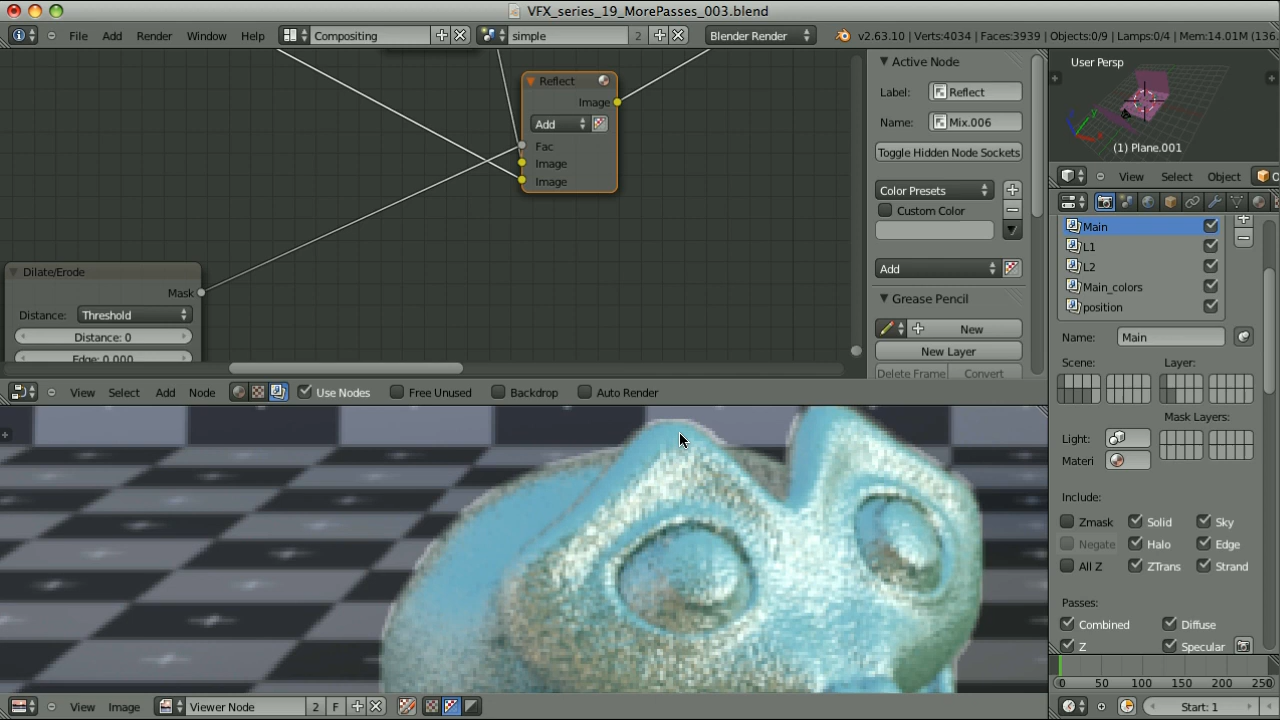 VFX_series_19_MorePasses_003.blend
File Add Render Window Help Compositing simple 2 Blender Render v2.63.10 | Verts:4034 | Faces:3939 | Objects:0/9 | Lamps:0/4 | Mem:14.01M (136.
Reflect
Image
Add
Fac
Image
Image
Dilate/Erode
Mask
Distance: Threshold
Distance: 0
Edge: 0.000
Active Node
Label: Reflect
Name: Mix.006
Toggle Hidden Node Sockets
Color Presets
Custom Color
Add
Grease Pencil
New
New Layer
Delete Frame Convert
View Select Add Node Use Nodes Free Unused Backdrop Auto Render
View Image Viewer Node 2 F
User Persp
(1) Plane.001
View Select Object
Main
L1
L2
Main_colors
position
Name: Main
Scene: Layer:
Mask Layers:
Light:
Materi
Include:
Zmask Solid Sky
Negate Halo Edge
All Z ZTrans Strand
Passes:
Combined Diffuse
Z Specular
0 50 100 150 200 250
Start: 1